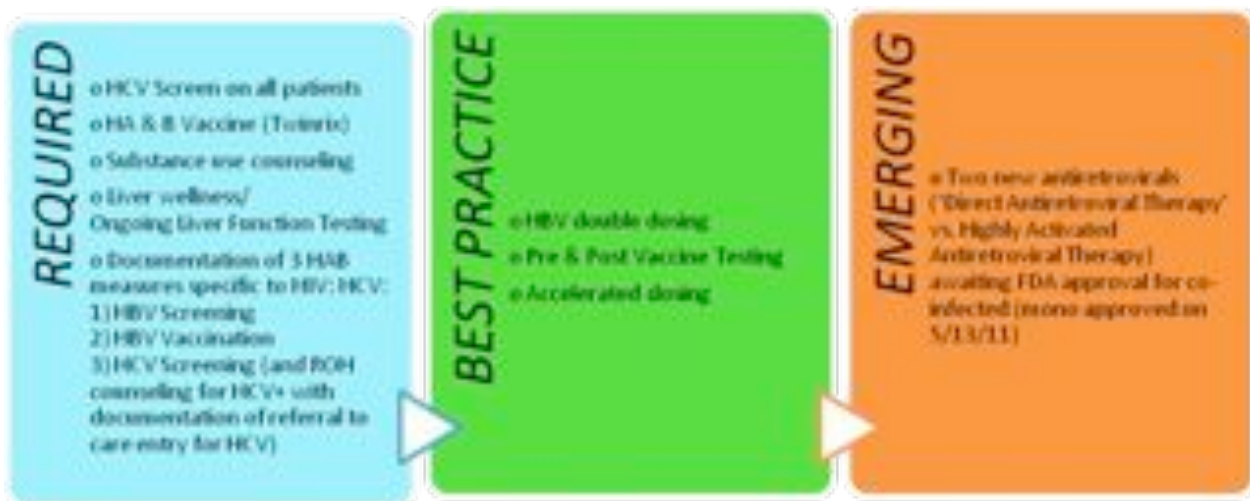 REQUIRED
o HCV Screen on all patients
o HA & B Vaccine (Twinrix)
o Substance use counseling
o Liver wellness/
Ongoing Liver Function Testing
o Documentation of 3 HAB
measures specific to HIV: HCV:
1) HBV Screening
2) HBV Vaccination
3) HCV Screening (and ROH
counseling for HCV+ with
documentation of referral to
care entry for HCV)
BEST PRACTICE
o HBV double dosing
o Pre & Post Vaccine Testing
o Accelerated dosing
EMERGING
o Two new antiretrovirals
('Direct Antiretroviral Therapy'
vs. Highly Activated
Antiretroviral Therapy)
awaiting FDA approval for co-
infected (mono approved on
5/13/11)